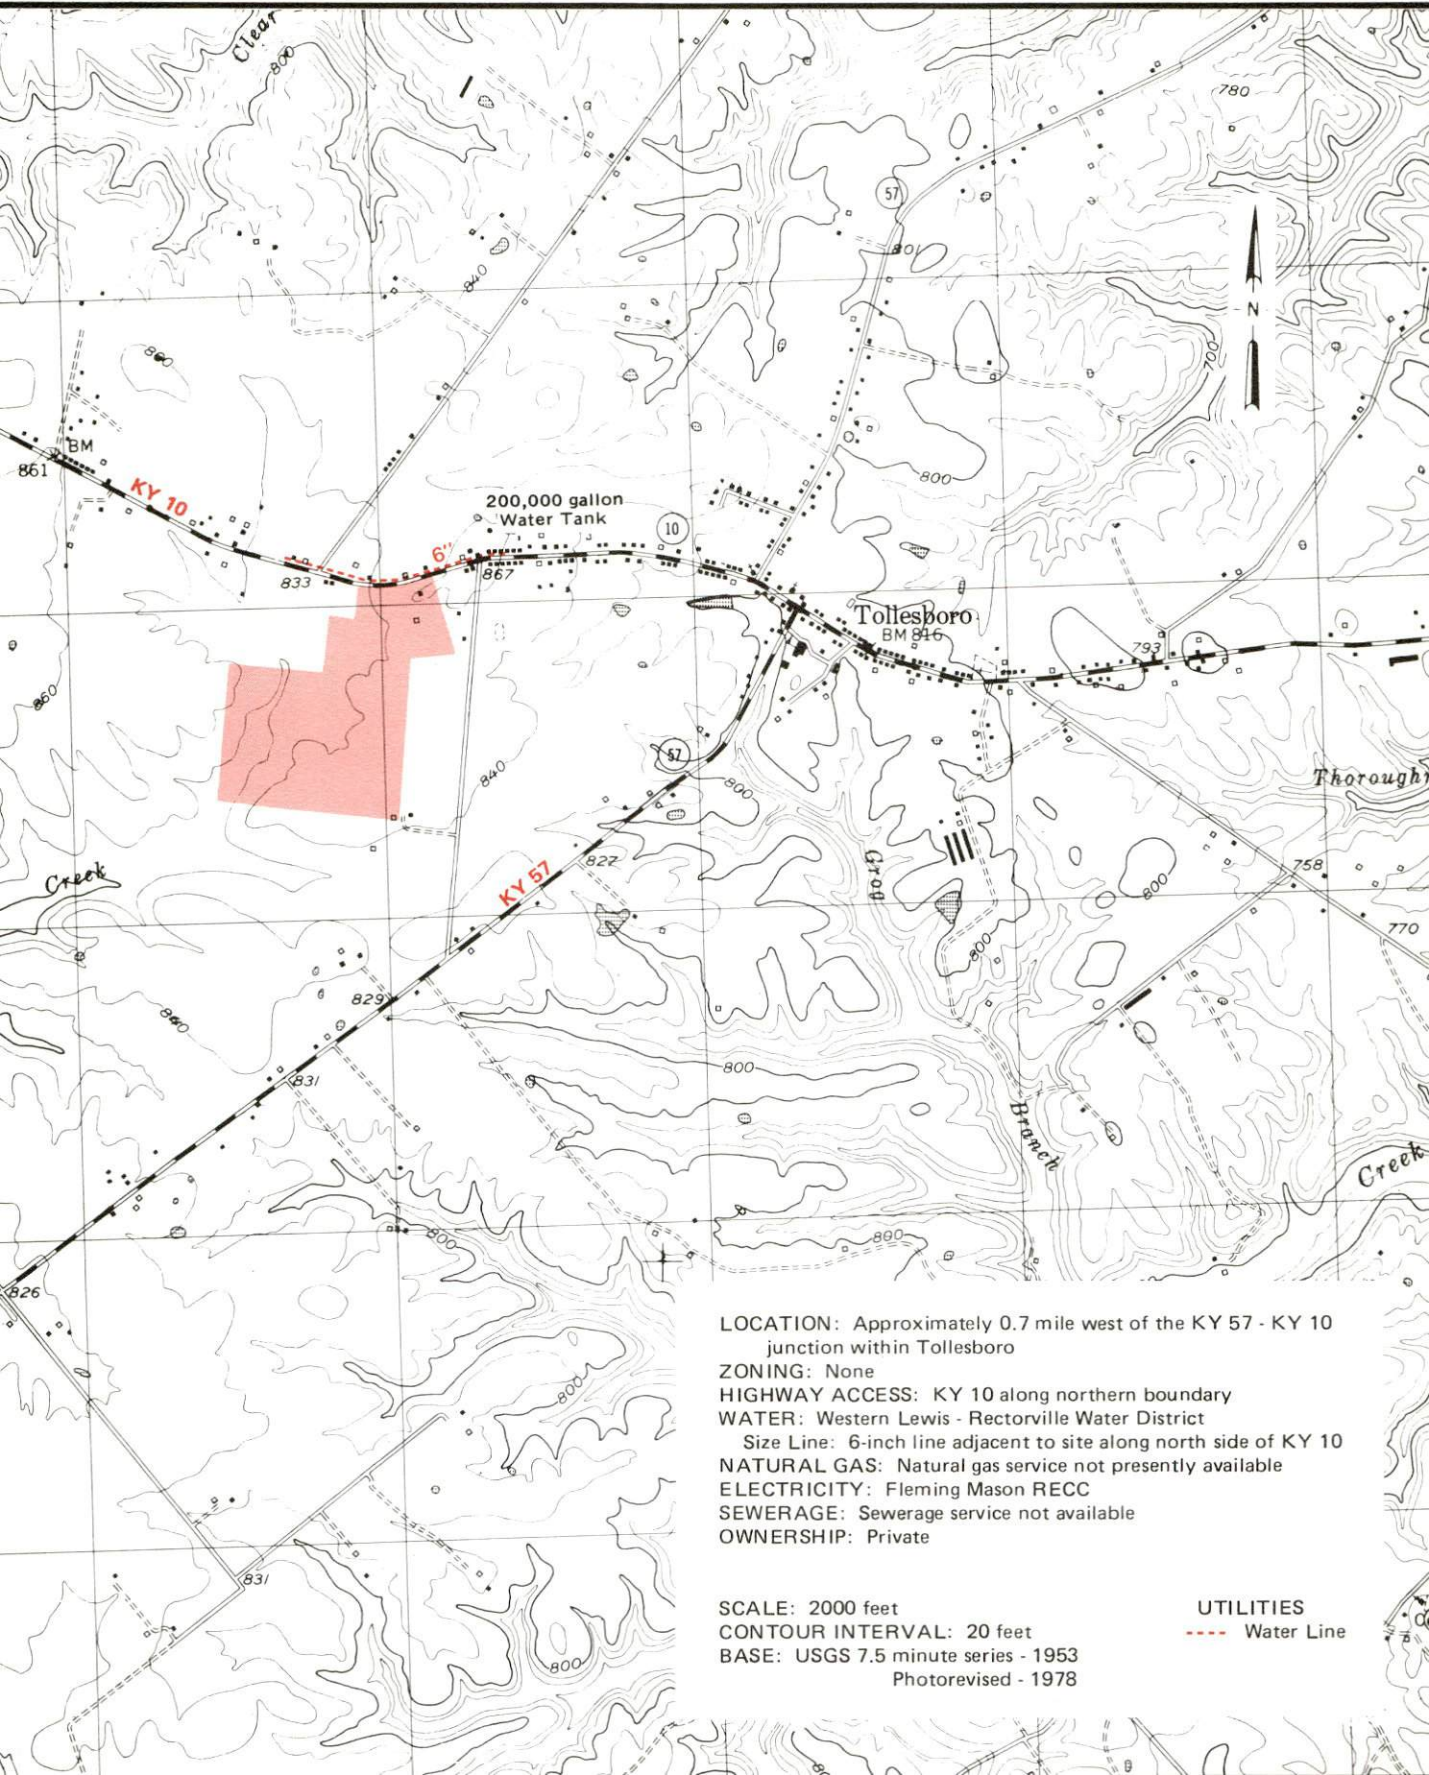 Clear
800
780
57
801
840
N
700
860
BM
861
KY 10
800
200,000 gallon
Water Tank
10
6"
833
867
Tollesboro
BM 816
793
860
57
840
800
Thorough
Creek
827
Grog
758
KY 57
800
800
770
829
860
800
831
Branch
Creek
800
800
826
LOCATION: Approximately 0.7 mile west of the KY 57 - KY 10
junction within Tollesboro
ZONING: None
HIGHWAY ACCESS: KY 10 along northern boundary
WATER: Western Lewis - Rectorville Water District
Size Line: 6-inch line adjacent to site along north side of KY 10
NATURAL GAS: Natural gas service not presently available
ELECTRICITY: Fleming Mason RECC
SEWERAGE: Sewerage service not available
OWNERSHIP: Private
800
831
SCALE: 2000 feet
CONTOUR INTERVAL: 20 feet
BASE: USGS 7.5 minute series - 1953
Photorevised - 1978
UTILITIES
Water Line
800